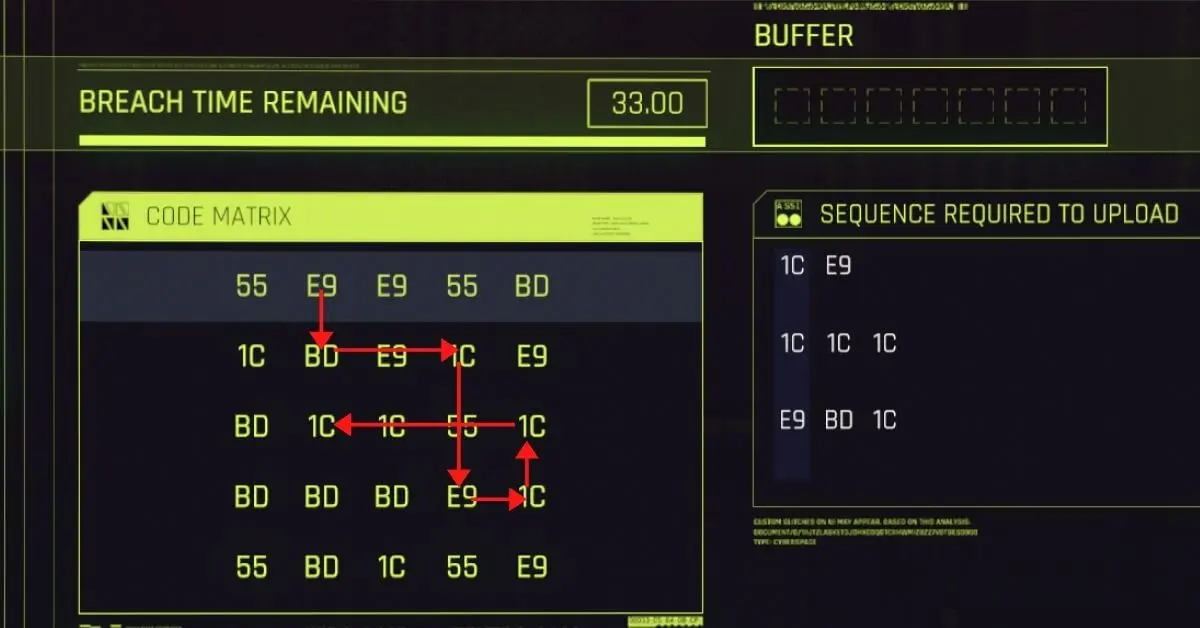 BUFFER
BREACH TIME REMAINING
33.00
CODE MATRIX
55 E9 E9 55 BD
1C BD E9 1C E9
BD 1C 1C 55 1C
BD BD BD E9 1C
55 BD 1C 55 E9
SEQUENCE REQUIRED TO UPLOAD
1C E9
1C 1C 1C
E9 BD 1C
TYPE: CYBERSPACE